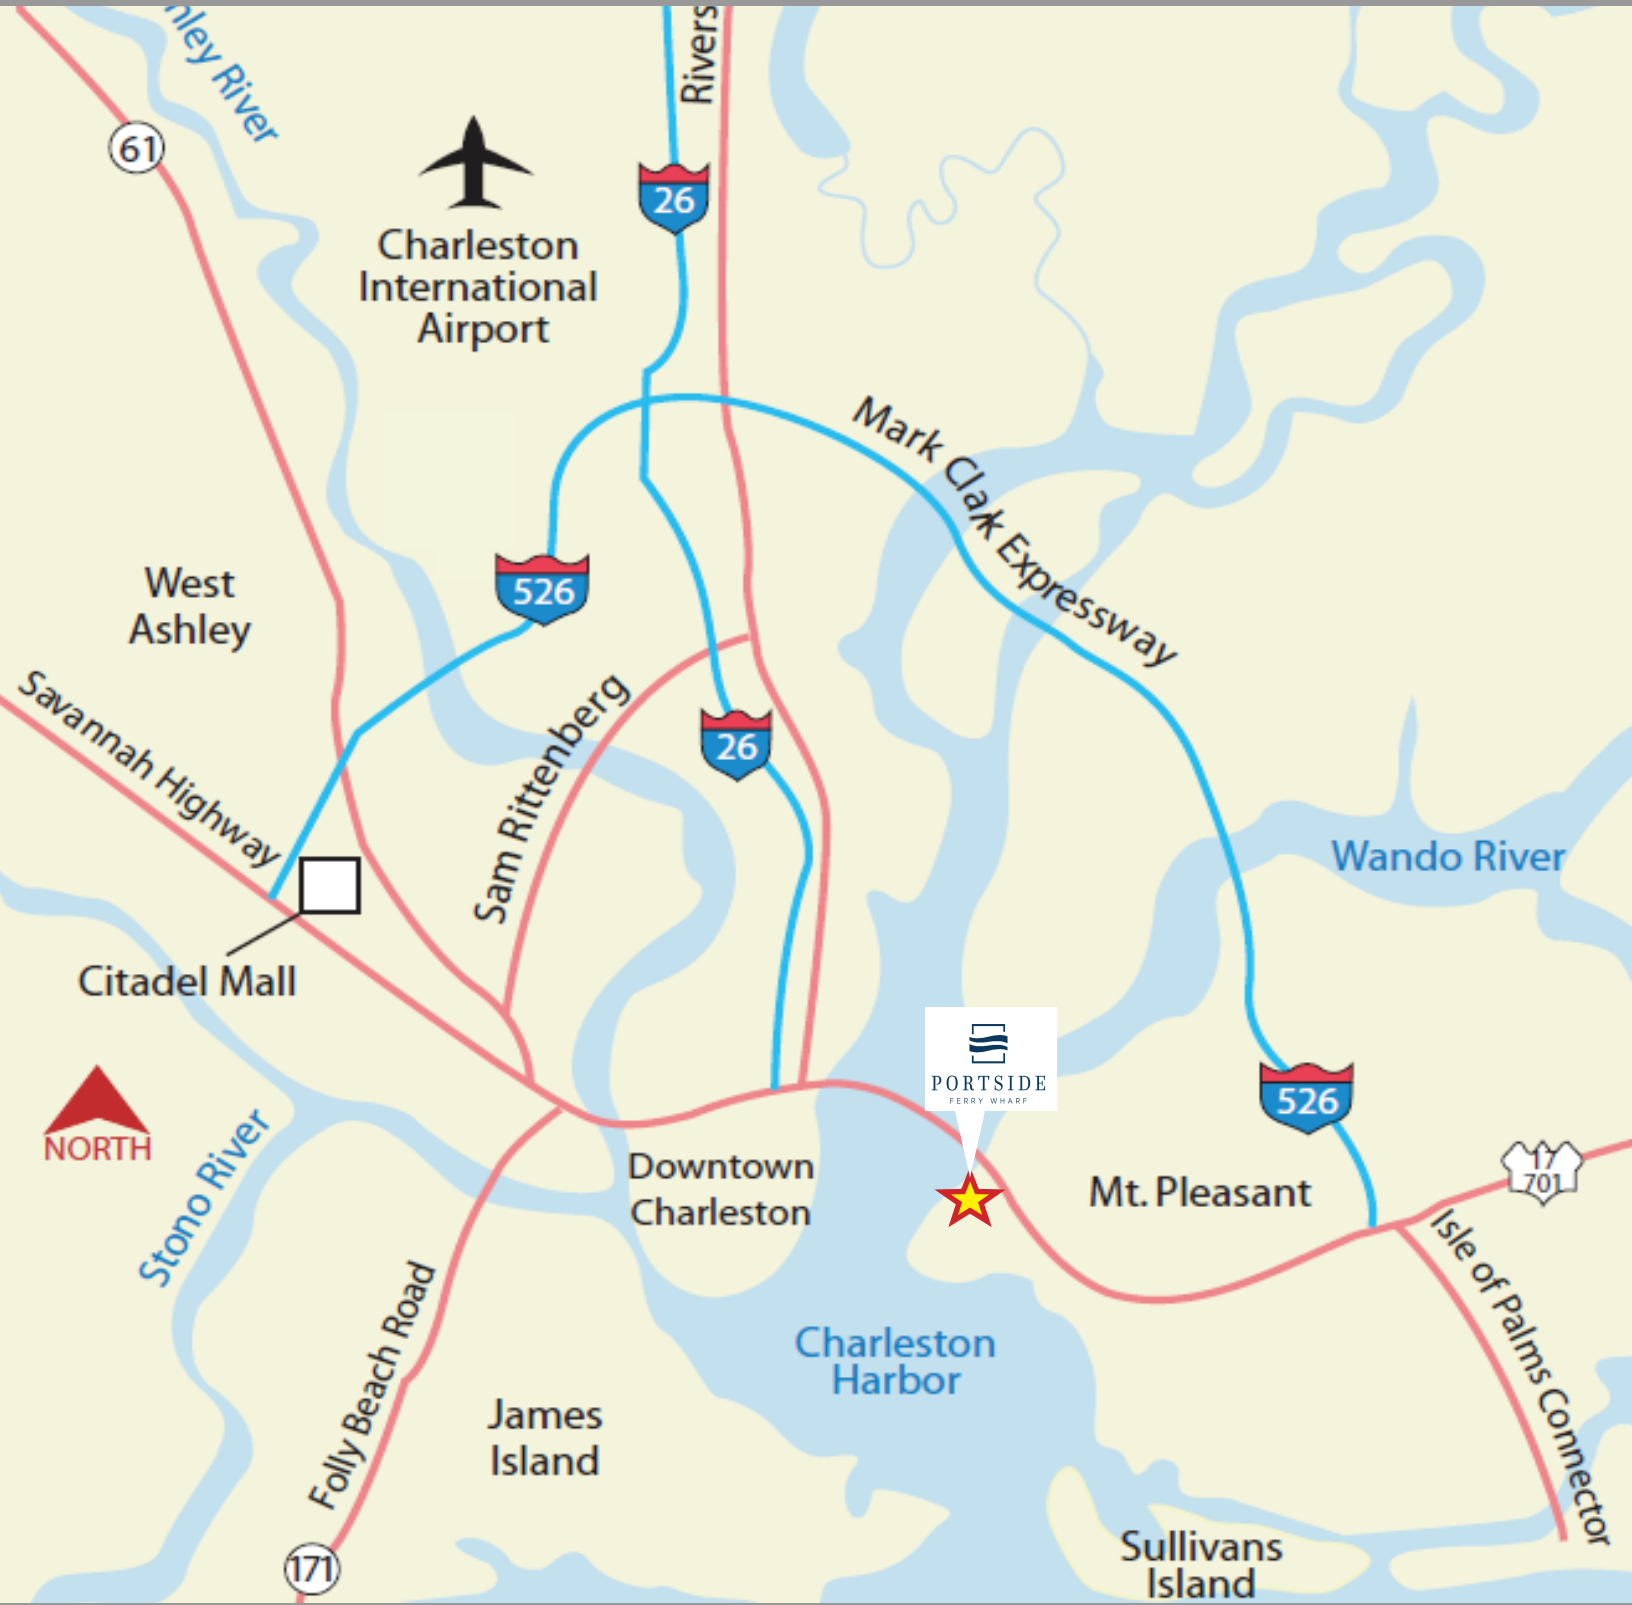 nley River
Rivers
61
26
Charleston
International
Airport
Mark Clark Expressway
526
West
Ashley
Savannah Highway
Sam Rittenberg
26
Wando River
Citadel Mall
PORTSIDE
FERRY WHARF
526
NORTH
Stono River
Downtown
Charleston
Mt. Pleasant
17
701
Isle of Palms Connector
Folly Beach Road
Charleston
Harbor
James
Island
171
Sullivans
Island